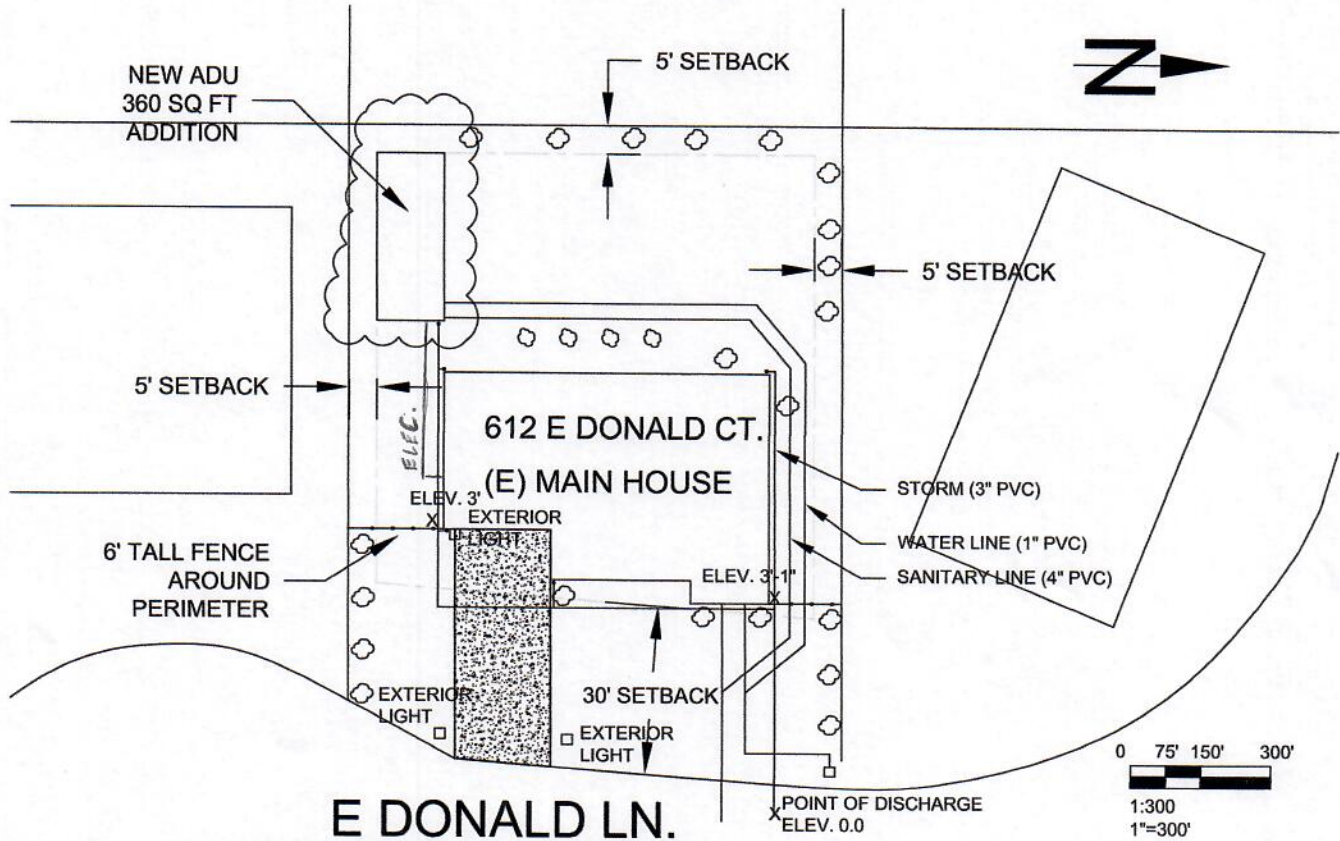 NEW ADU
360 SQ FT
ADDITION
5' SETBACK
N
5' SETBACK
5' SETBACK
ELEC.
612 E DONALD CT.
(E) MAIN HOUSE
ELEV. 3'
EXTERIOR
LIGHT
STORM (3" PVC)
WATER LINE (1" PVC)
SANITARY LINE (4" PVC)
6' TALL FENCE
AROUND
PERIMETER
ELEV. 3'-1"
30' SETBACK
EXTERIOR
LIGHT
EXTERIOR
LIGHT
0 75' 150' 300'
1:300
1"=300'
X POINT OF DISCHARGE
ELEV. 0.0
E DONALD LN.